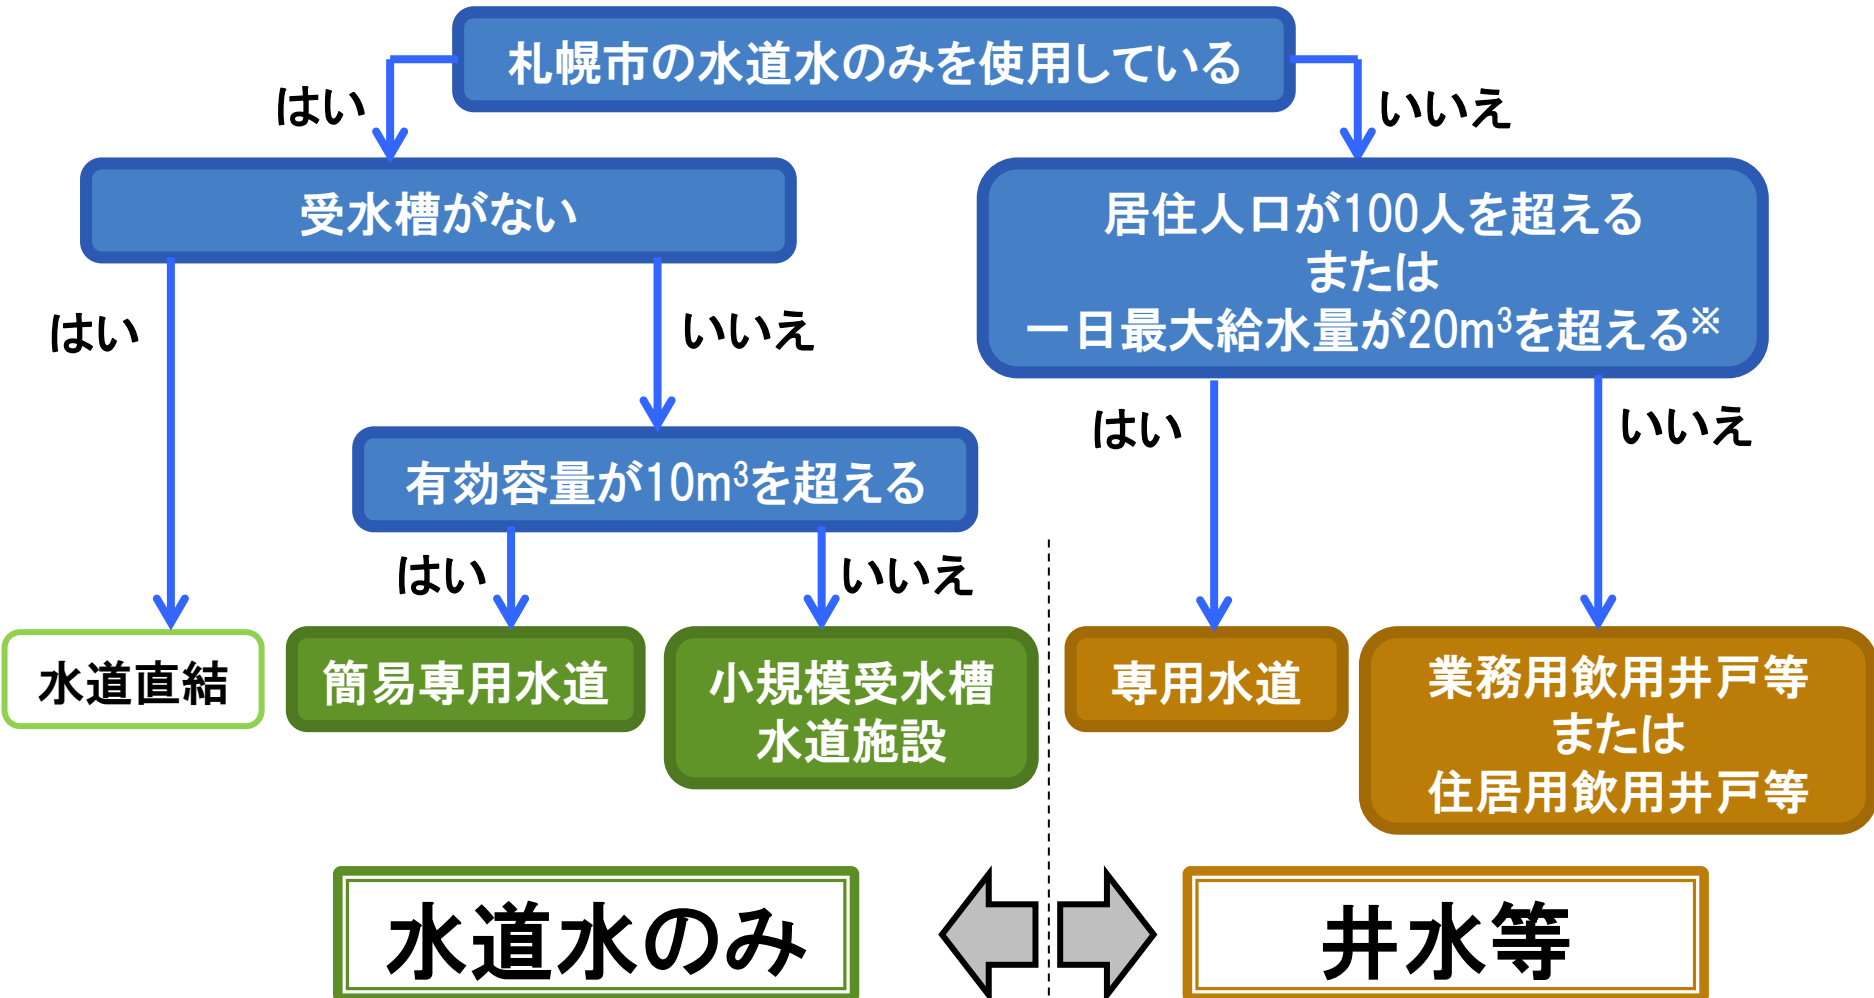 札幌市の水道水のみを使用している
はい
いいえ
受水槽がない
居住人口が100人を超える
または
一日最大給水量が20m³を超える※
はい
いいえ
はい
いいえ
有効容量が10m³を超える
はい
いいえ
水道直結
簡易専用水道
小規模受水槽
水道施設
専用水道
業務用飲用井戸等
または
住居用飲用井戸等
水道水のみ
井水等